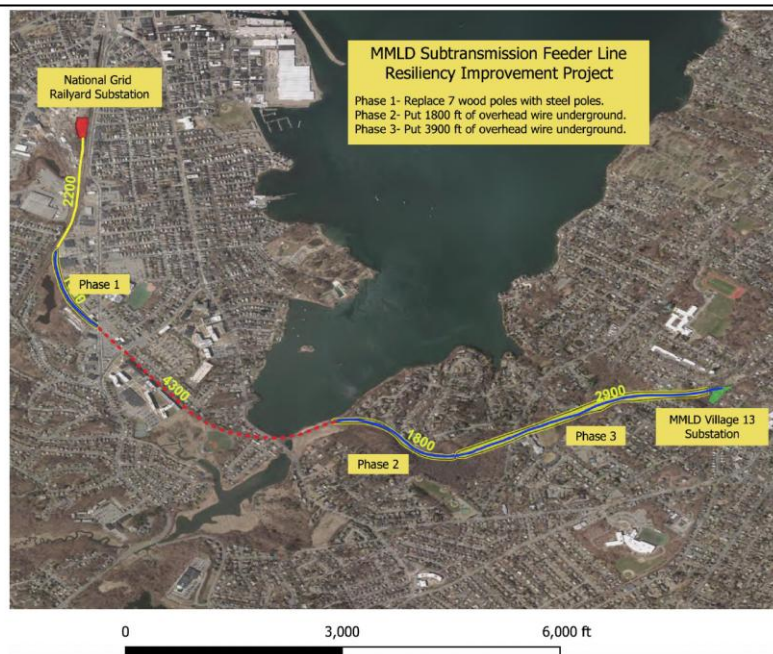 MMLD Subtransmission Feeder Line
Resiliency Improvement Project
Phase 1- Replace 7 wood poles with steel poles.
Phase 2- Put 1800 ft of overhead wire underground.
Phase 3- Put 3900 ft of overhead wire underground.
National Grid
Railyard Substation
2200
Phase 1
4300
1800
Phase 2
2900
Phase 3
MMLD Village 13
Substation
0
3,000
6,000 ft